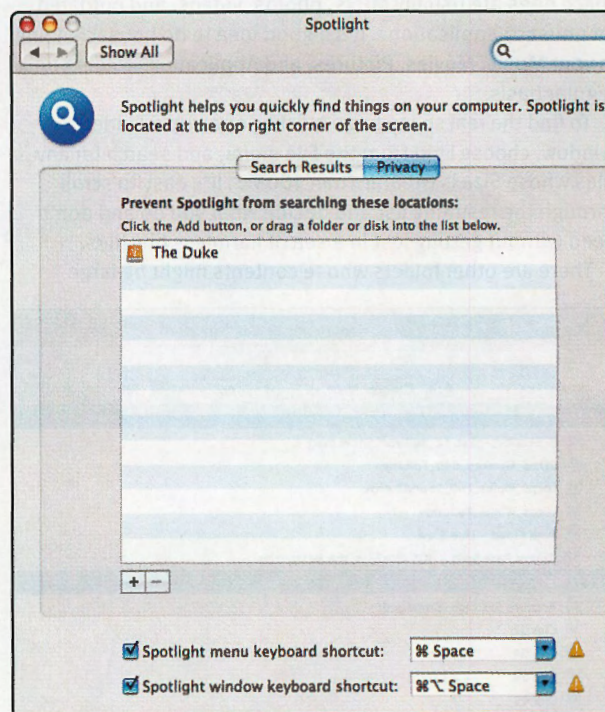 Spotlight
Show All
Spotlight helps you quickly find things on your computer. Spotlight is
located at the top right corner of the screen.
Search Results Privacy
Prevent Spotlight from searching these locations:
Click the Add button, or drag a folder or disk into the list below.
The Duke
+ −
Spotlight menu keyboard shortcut: ⌘ Space
Spotlight window keyboard shortcut: ⌘⌥ Space